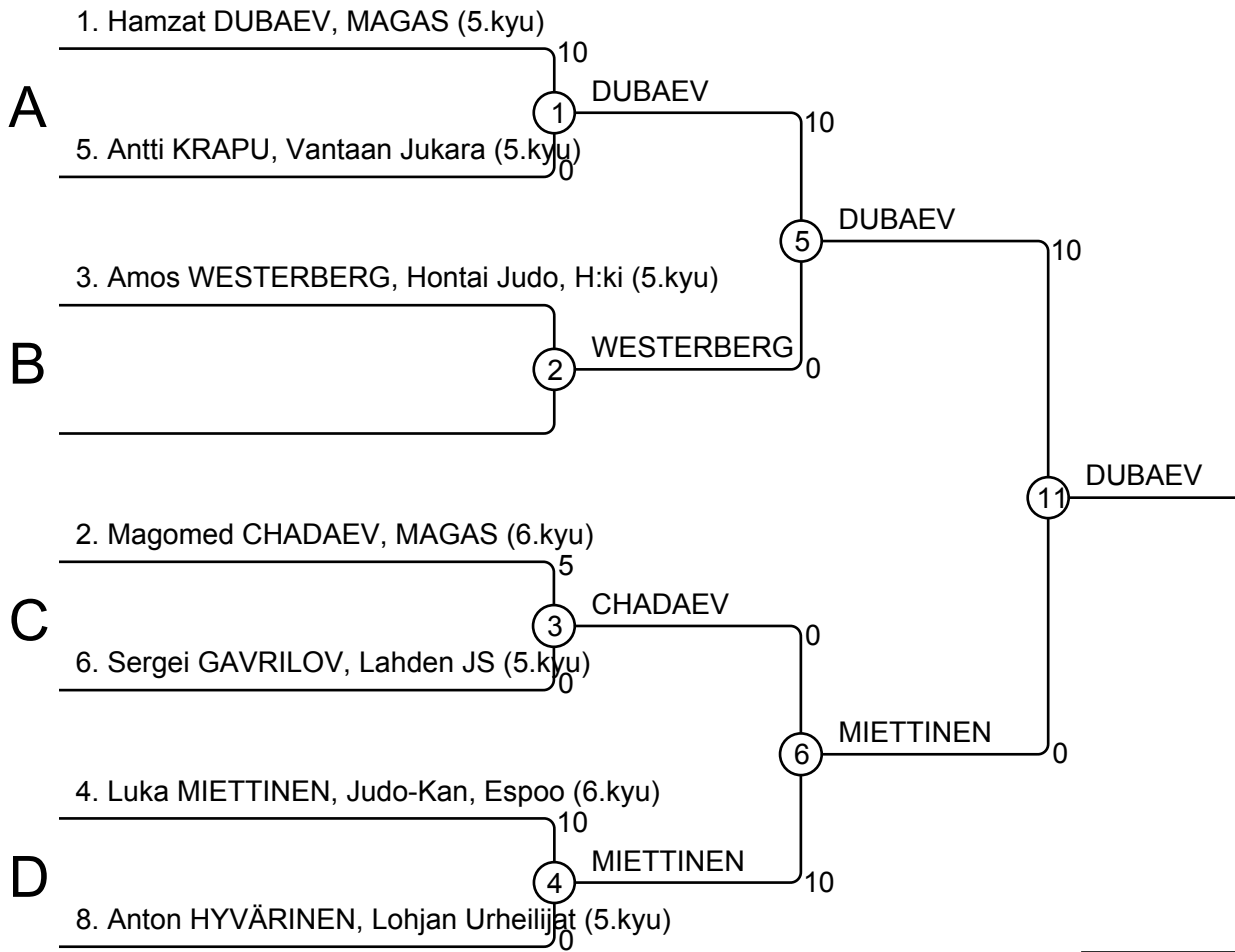 1. Hamzat DUBAEV, MAGAS (5.kyu)
10
A
1
DUBAEV
10
5. Antti KRAPU, Vantaan Jukara (5.kyu)
0
5
DUBAEV
10
3. Amos WESTERBERG, Hontai Judo, H:ki (5.kyu)
B
2
WESTERBERG
0
11
DUBAEV
2. Magomed CHADAEV, MAGAS (6.kyu)
5
C
3
CHADAEV
0
6. Sergei GAVRILOV, Lahden JS (5.kyu)
0
6
MIETTINEN
0
4. Luka MIETTINEN, Judo-Kan, Espoo (6.kyu)
10
D
4
MIETTINEN
10
8. Anton HYVÄRINEN, Lohjan Urheilijat (5.kyu)
0